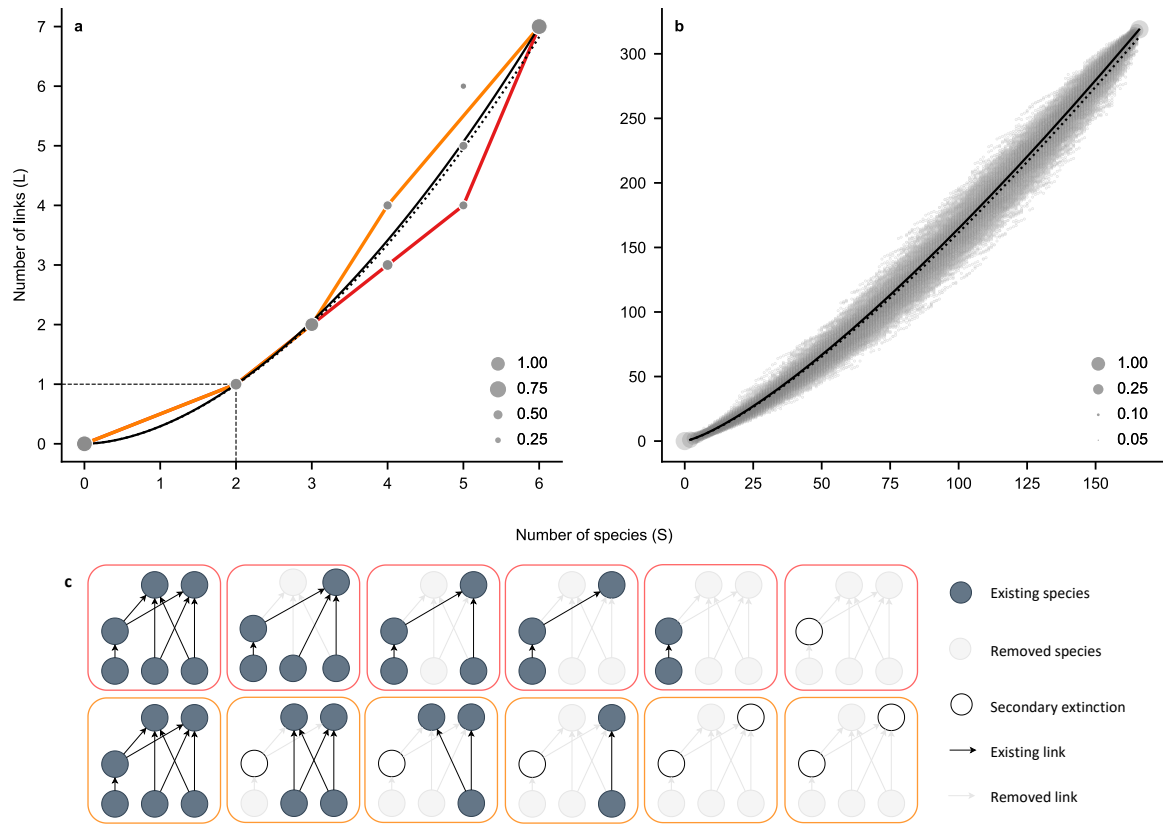 a
7
6
5
4
3
2
1
0
Number of links (L)
0 1 2 3 4 5 6
1.00
0.75
0.50
0.25
b
300
250
200
150
100
50
0
0 25 50 75 100 125 150
1.00
0.25
0.10
0.05
Number of species (S)
c
Existing species
Removed species
Secondary extinction
Existing link
Removed link